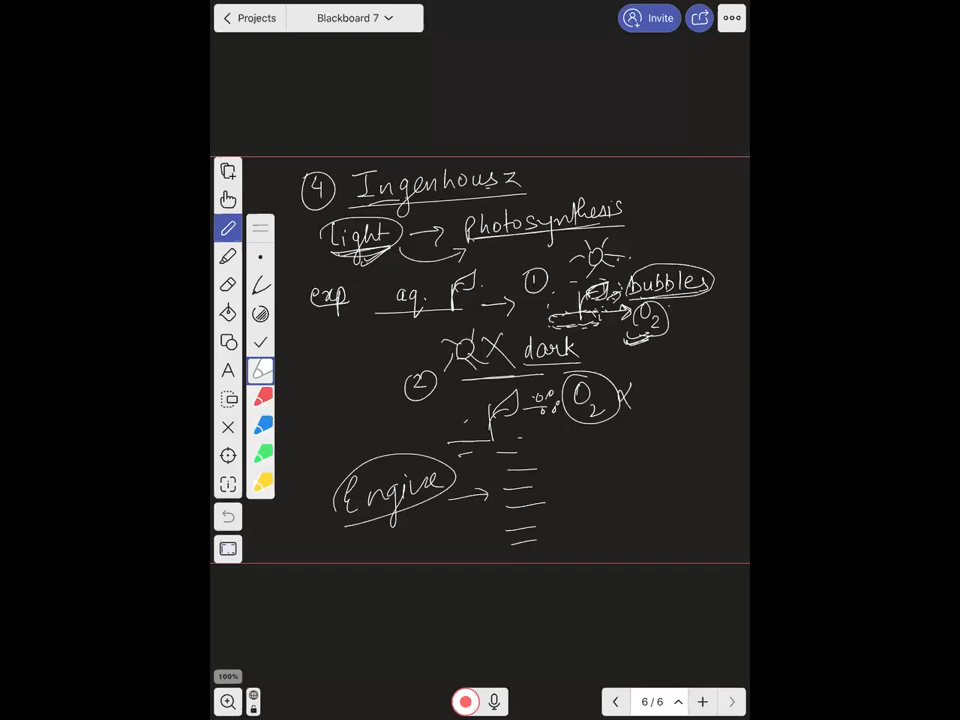 Projects
Blackboard 7
Invite
4 Ingenhousz
light → Photosynthesis
exp aq. → 1 bubbles
O2
X dark
2
O2 X
Engine →
A
100%
6/6